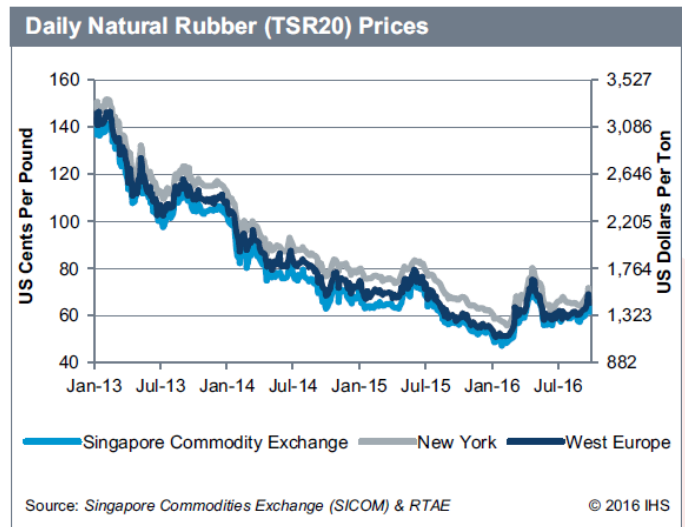 Daily Natural Rubber (TSR20) Prices
160
140
120
100
80
60
40
US Cents Per Pound
3,527
3,086
2,646
2,205
1,764
1,323
882
US Dollars Per Ton
Jan-13 Jul-13 Jan-14 Jul-14 Jan-15 Jul-15 Jan-16 Jul-16
Singapore Commodity Exchange New York West Europe
Source: Singapore Commodities Exchange (SICOM) & RTAE © 2016 IHS